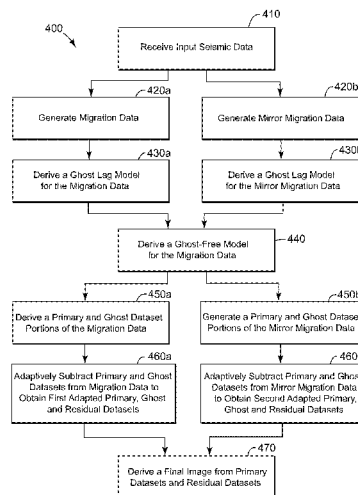 400
410
Receive Input Seismic Data
420a
420b
Generate Migration Data
Generate Mirror Migration Data
430a
430b
Derive a Ghost Lag Model
for the Migration Data
Derive a Ghost Lag Model
for the Mirror Migration Data
440
Derive a Ghost-Free Model
for the Migration Data
450a
450b
Derive a Primary and Ghost Dataset
Portions of the Migration Data
Generate a Primary and Ghost Dataset
Portions of the Mirror Migration Data
460a
460
Adaptively Subtract Primary and Ghost
Datasets from Migration Data to
Obtain First Adapted Primary, Ghost
and Residual Datasets
Adaptively Subtract Primary and Ghost
Datasets from Mirror Migration Data
to Obtain Second Adapted Primary,
Ghost and Residual Datasets
470
Derive a Final Image from Primary
Datasets and Residual Datasets